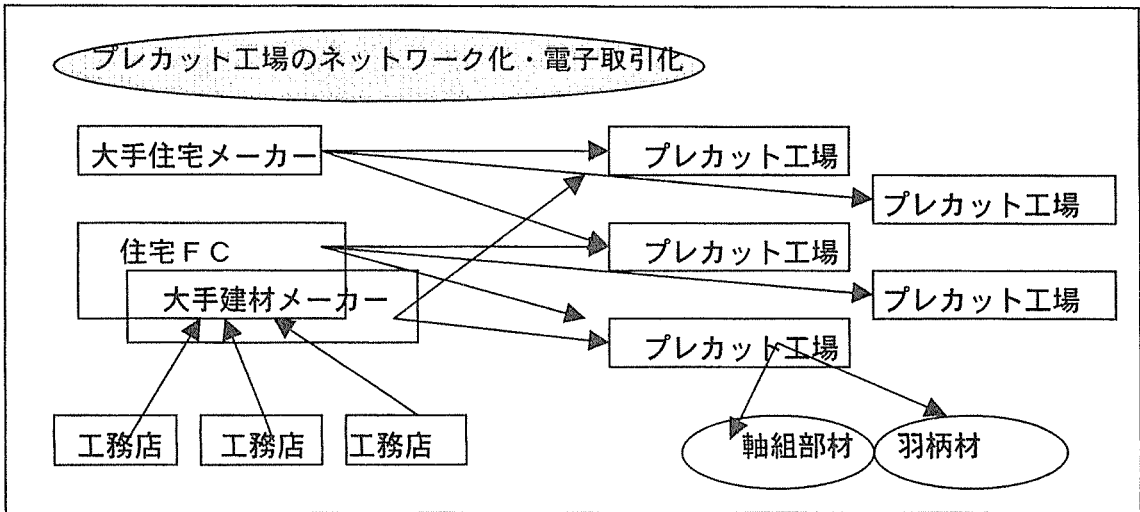 プレカット工場のネットワーク化・電子取引化
大手住宅メーカー
プレカット工場
プレカット工場
住宅FC
プレカット工場
大手建材メーカー
プレカット工場
プレカット工場
工務店
工務店
工務店
軸組部材
羽柄材